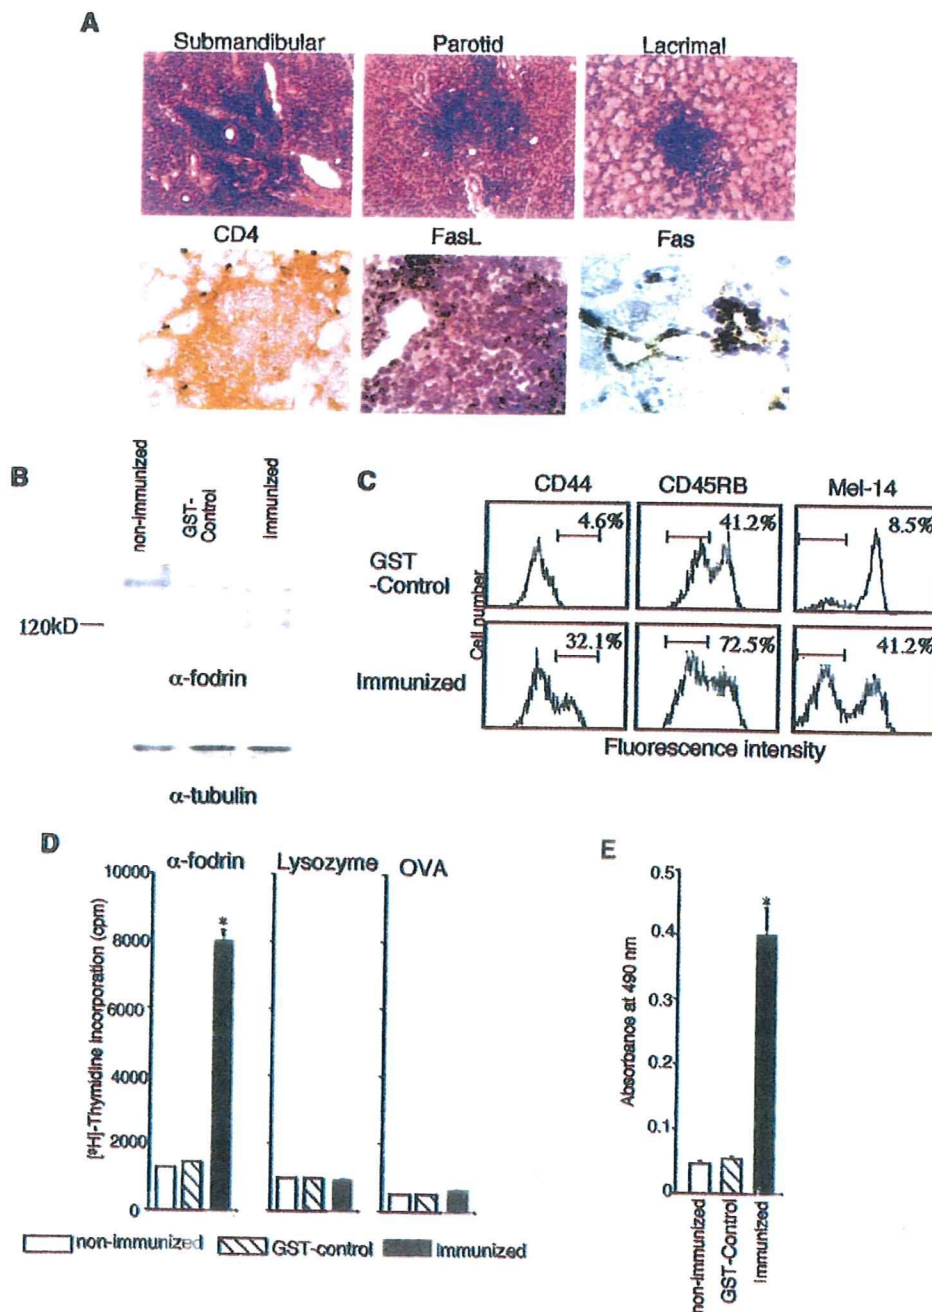 A
Submandibular Parotid Lacrimal
CD4 FasL Fas
B
non-immunized
GST-
Control
Immunized
120kD
α-fodrin
α-tubulin
C
CD44 CD45RB Mel-14
GST
-Control
4.6% 41.2% 8.5%
Cell number
Immunized
32.1% 72.5% 41.2%
Fluorescence intensity
D
α-fodrin Lysozyme OVA
[³H]-Thymidine incorporation (cpm)
10000
8000
6000
4000
2000
0
*
non-immunized GST-control Immunized
E
Absorbance at 490 nm
0.5
0.4
0.3
0.2
0.1
0
*
non-immunized
GST-Control
Immunized